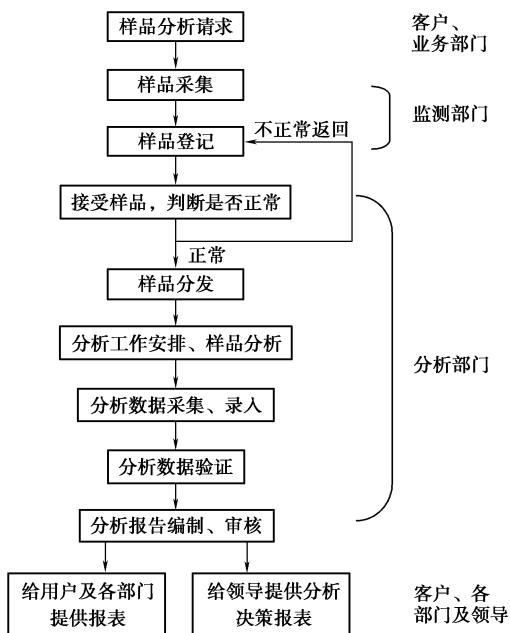 样品分析请求
客户、
业务部门
样品采集
监测部门
不正常返回
样品登记
接受样品，判断是否正常
正常
样品分发
分析工作安排、样品分析
分析部门
分析数据采集、录入
分析数据验证
分析报告编制、审核
给用户及各部门
提供报表
给领导提供分析
决策报表
客户、各
部门及领导